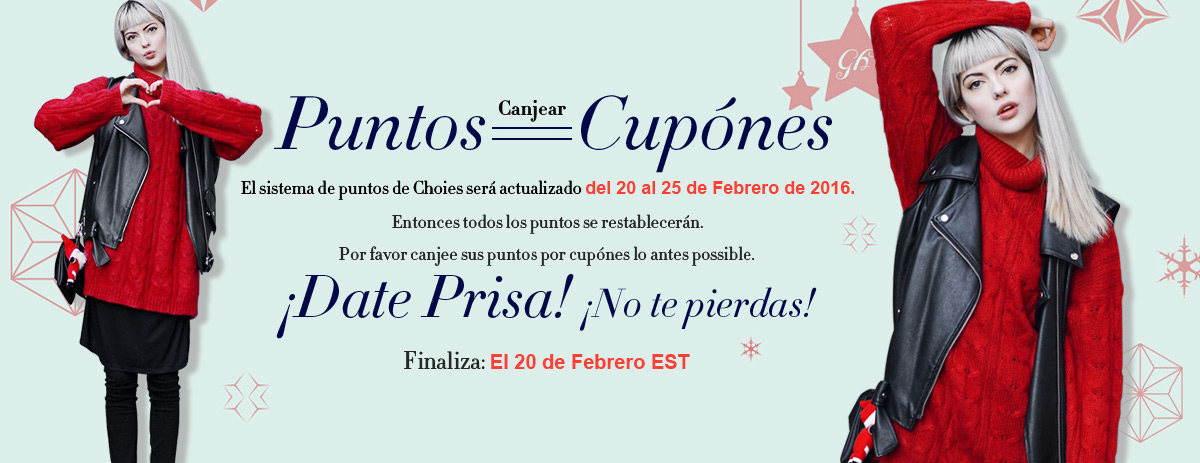 Puntos Canjear Cupónes
El sistema de puntos de Choies será actualizado del 20 al 25 de Febrero de 2016.
Entonces todos los puntos se restablecerán.
Por favor canjee sus puntos por cupónes lo antes possible.
¡Date Prisa! ¡No te pierdas!
Finaliza: El 20 de Febrero EST